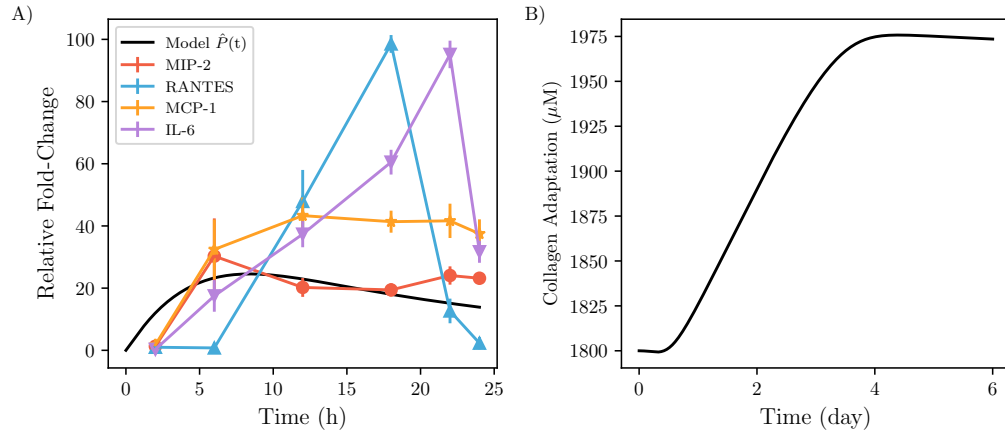 A)
Relative Fold-Change
100
80
60
40
20
0
Model P̂(t)
MIP-2
RANTES
MCP-1
IL-6
0 5 10 15 20 25
Time (h)
B)
Collagen Adaptation (μM)
1975
1950
1925
1900
1875
1850
1825
1800
0 2 4 6
Time (day)